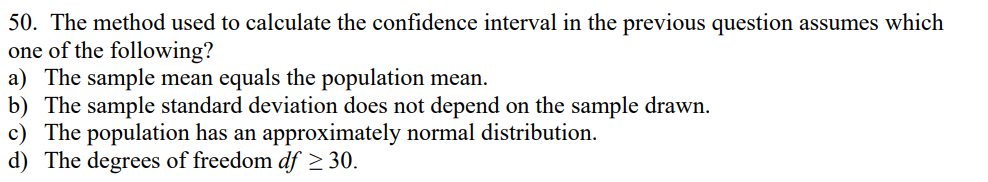 50. The method used to calculate the confidence interval in the previous question assumes which
one of the following?
a) The sample mean equals the population mean.
b) The sample standard deviation does not depend on the sample drawn.
c) The population has an approximately normal distribution.
d) The degrees of freedom df ≥ 30.